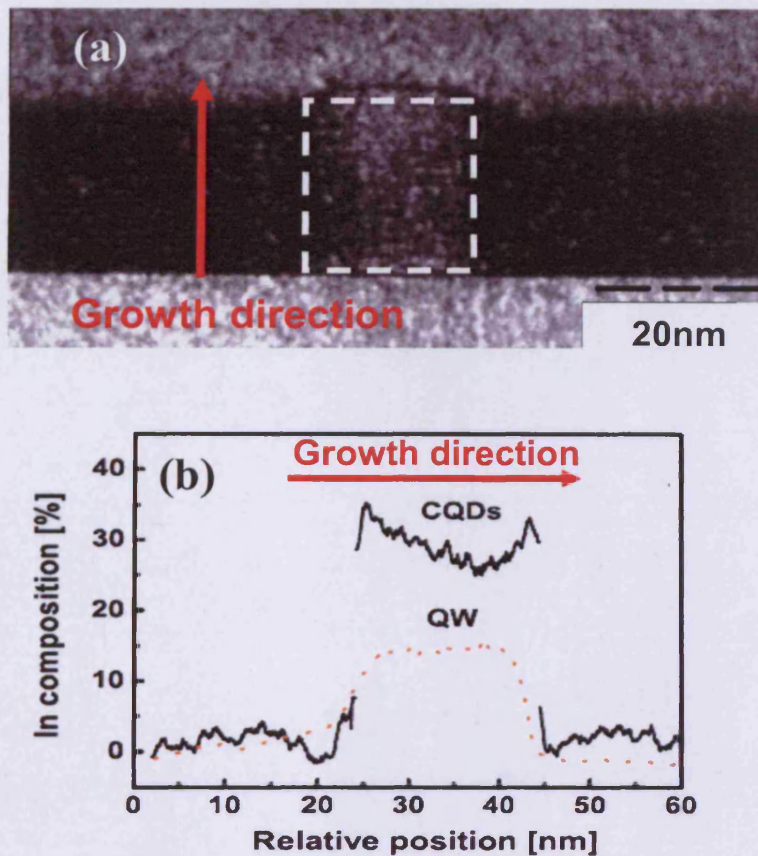 (a)
Growth direction
20nm
(b)
Growth direction
CQDs
QW
In composition [%]
40
30
20
10
0
0 10 20 30 40 50 60
Relative position [nm]